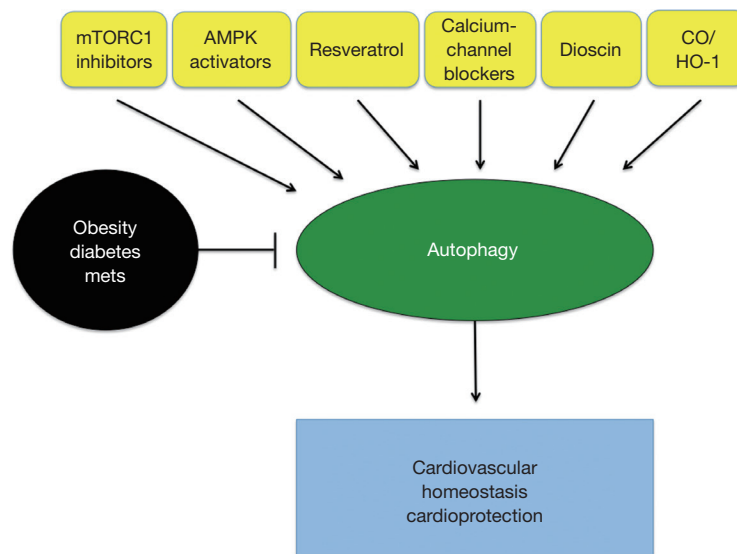 mTORC1
inhibitors
AMPK
activators
Resveratrol
Calcium-
channel
blockers
Dioscin
CO/
HO-1
Obesity
diabetes
mets
Autophagy
Cardiovascular
homeostasis
cardioprotection